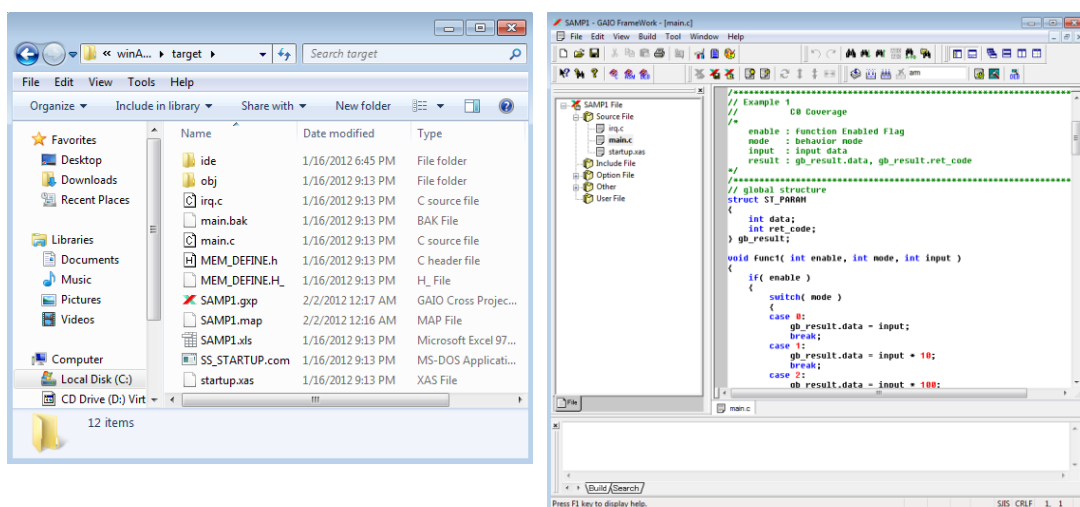 « winA... ▸ target ▸
Search target
File Edit View Tools Help
Organize ▾ Include in library ▾ Share with ▾ New folder
Favorites
Desktop
Downloads
Recent Places
Libraries
Documents
Music
Pictures
Videos
Computer
Local Disk (C:)
CD Drive (D:) Virt
Name Date modified Type
ide 1/16/2012 6:45 PM File folder
obj 1/16/2012 9:13 PM File folder
irq.c 1/16/2012 9:13 PM C source file
main.bak 1/16/2012 9:13 PM BAK File
main.c 1/16/2012 9:13 PM C source file
MEM_DEFINE.h 1/16/2012 9:13 PM C header file
MEM_DEFINE.H_ 1/16/2012 9:13 PM H_ File
SAMP1.gxp 2/2/2012 12:17 AM GAIO Cross Projec...
SAMP1.map 2/2/2012 12:16 AM MAP File
SAMP1.xls 1/16/2012 9:13 PM Microsoft Excel 97...
SS_STARTUP.com 1/16/2012 9:13 PM MS-DOS Applicati...
startup.xas 1/16/2012 9:13 PM XAS File
12 items
SAMP1 - GAIO FrameWork - [main.c]
File Edit View Build Tool Window Help
am
SAMP1 File
Source File
irq.c
main.c
startup.xas
Include File
Option File
Other
User File
File
// Example 1
// C0 Coverage
/*
enable : function Enabled Flag
mode : behavior mode
input : input data
result : gb_result.data, gb_result.ret_code
*/
// global structure
struct ST_PARAM
{
int data;
int ret_code;
} gb_result;
void func1( int enable, int mode, int input )
{
if( enable )
{
switch( mode )
{
case 0:
gb_result.data = input;
break;
case 1:
gb_result.data = input * 10;
break;
case 2:
gb_result.data = input * 100;
main.c
Build Search
Press F1 key to display help.
SJIS CRLF 1, 1